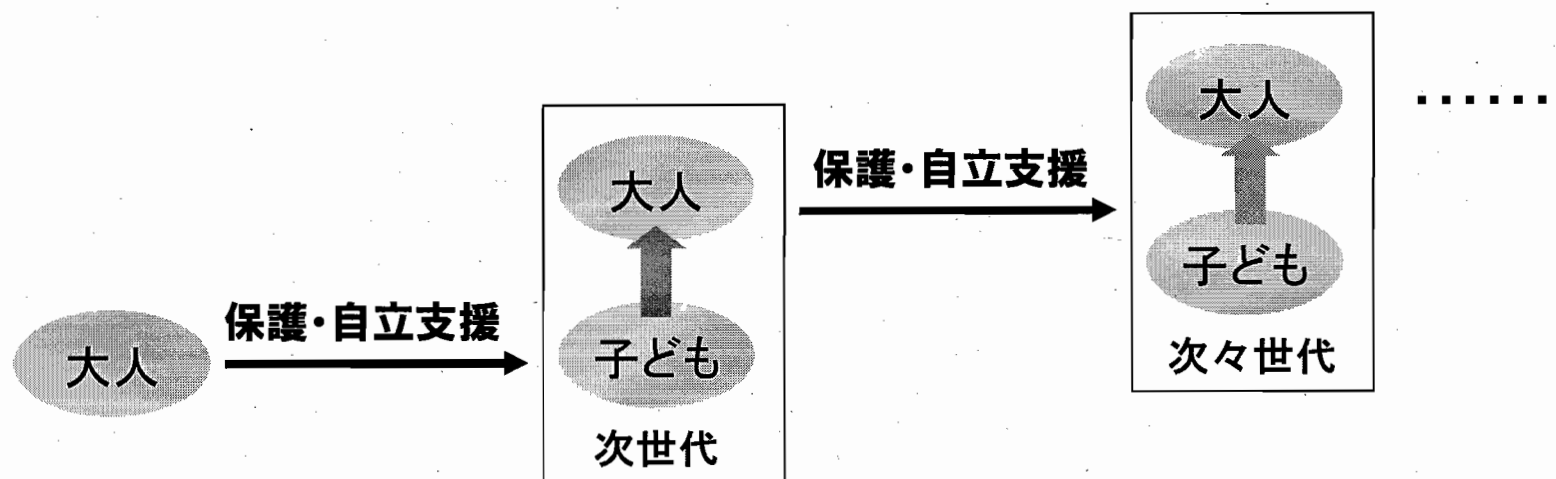 大人
保護・自立支援
大人
子ども
次世代
保護・自立支援
大人
子ども
次々世代
……